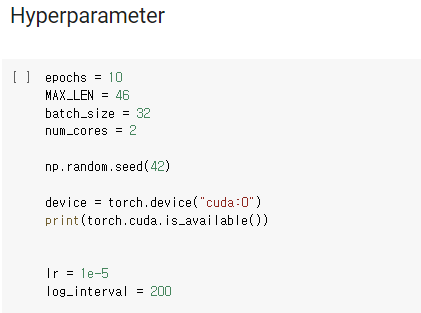 Hyperparameter
[ ] epochs = 10
MAX_LEN = 46
batch_size = 32
num_cores = 2
np.random.seed(42)
device = torch.device("cuda:0")
print(torch.cuda.is_available())
lr = 1e-5
log_interval = 200